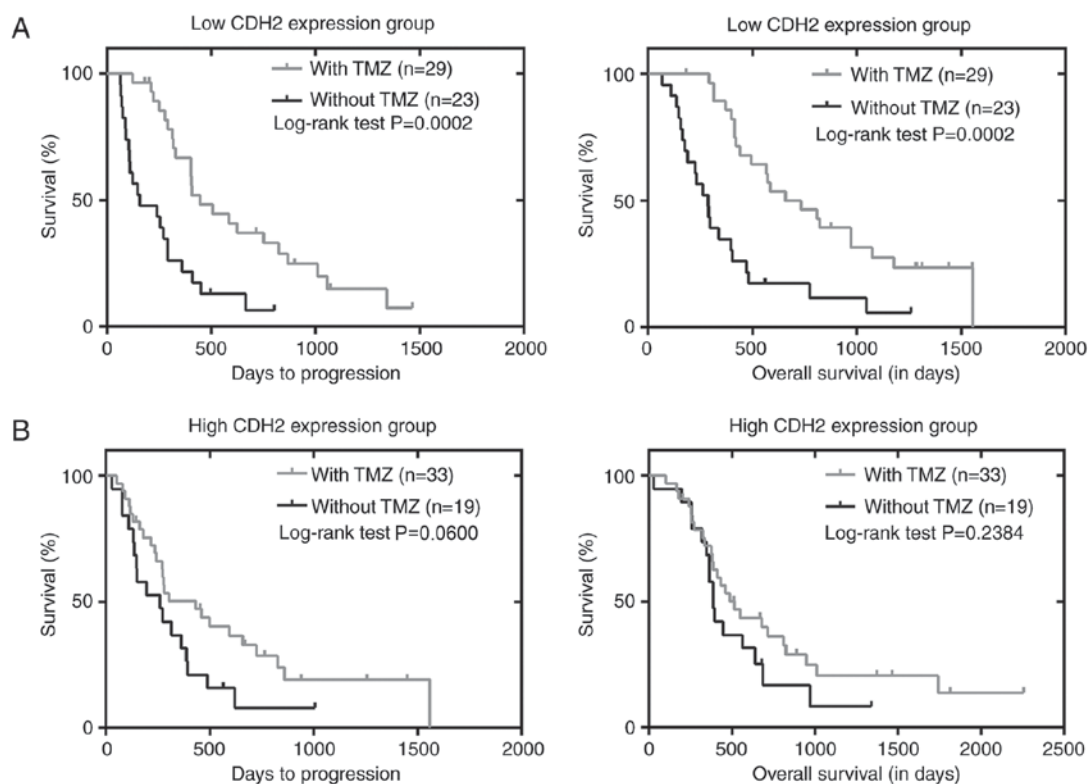 A
Low CDH2 expression group
With TMZ (n=29)
Without TMZ (n=23)
Log-rank test P=0.0002
Survival (%)
100
50
0
0 500 1000 1500 2000
Days to progression
Low CDH2 expression group
With TMZ (n=29)
Without TMZ (n=23)
Log-rank test P=0.0002
Survival (%)
100
50
0
0 500 1000 1500 2000
Overall survival (in days)
B
High CDH2 expression group
With TMZ (n=33)
Without TMZ (n=19)
Log-rank test P=0.0600
Survival (%)
100
50
0
0 500 1000 1500 2000
Days to progression
High CDH2 expression group
With TMZ (n=33)
Without TMZ (n=19)
Log-rank test P=0.2384
Survival (%)
100
50
0
0 500 1000 1500 2000 2500
Overall survival (in days)